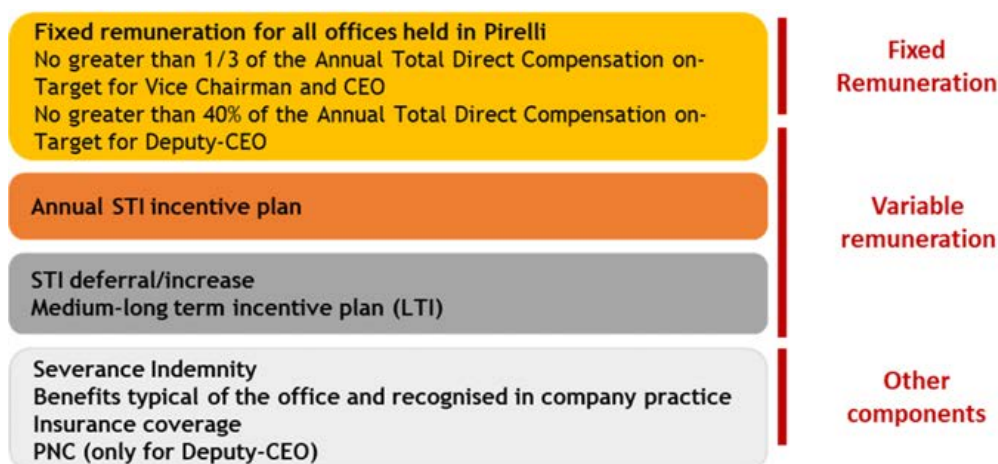 Fixed remuneration for all offices held in Pirelli
No greater than 1/3 of the Annual Total Direct Compensation on-
Target for Vice Chairman and CEO
No greater than 40% of the Annual Total Direct Compensation on-
Target for Deputy-CEO
Fixed
Remuneration
Annual STI incentive plan
STI deferral/increase
Medium-long term incentive plan (LTI)
Variable
remuneration
Severance Indemnity
Benefits typical of the office and recognised in company practice
Insurance coverage
PNC (only for Deputy-CEO)
Other
components